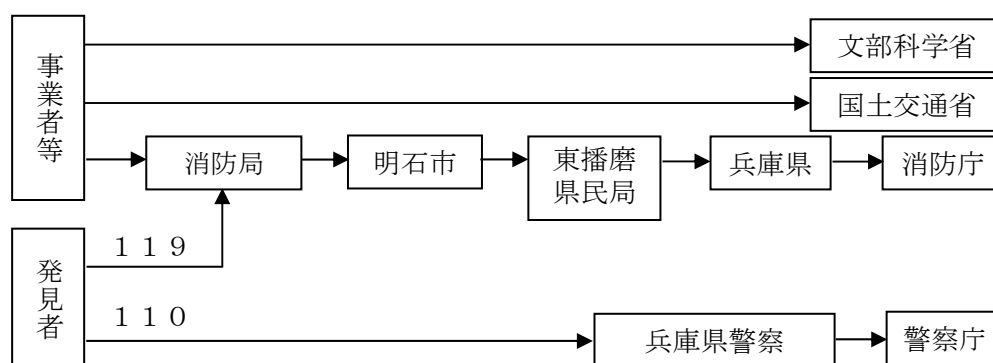 事業者等
文部科学省
国土交通省
消防局
明石市
東播磨
県民局
兵庫県
消防庁
発見者
１１９
１１０
兵庫県警察
警察庁